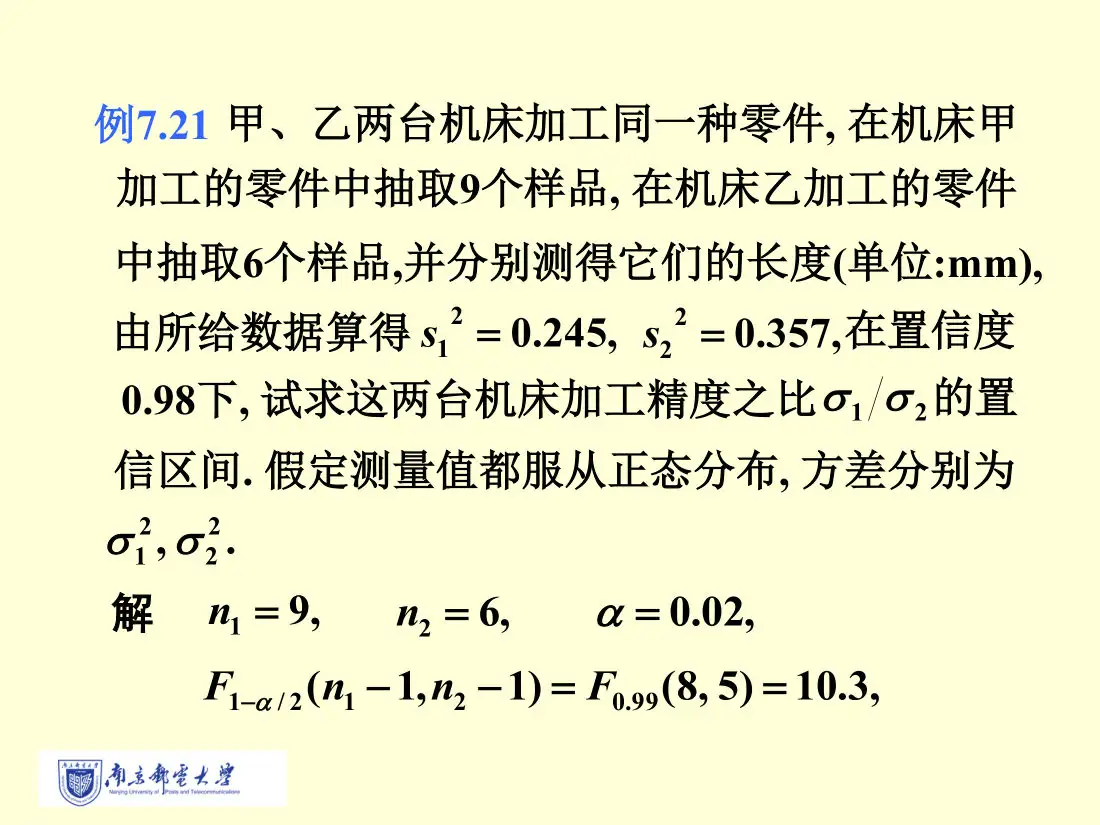 例7.21 甲、乙两台机床加工同一种零件, 在机床甲
加工的零件中抽取9个样品, 在机床乙加工的零件
中抽取6个样品,并分别测得它们的长度(单位:mm),
由所给数据算得 s₁² = 0.245, s₂² = 0.357,在置信度
0.98下, 试求这两台机床加工精度之比σ₁/σ₂的置
信区间. 假定测量值都服从正态分布, 方差分别为
σ₁², σ₂².
解 n₁ = 9, n₂ = 6, α = 0.02,
F₁₋α/₂(n₁ − 1, n₂ − 1) = F₀.₉₉(8, 5) = 10.3,
南京邮电大学
Nanjing University of Posts and Telecommunications